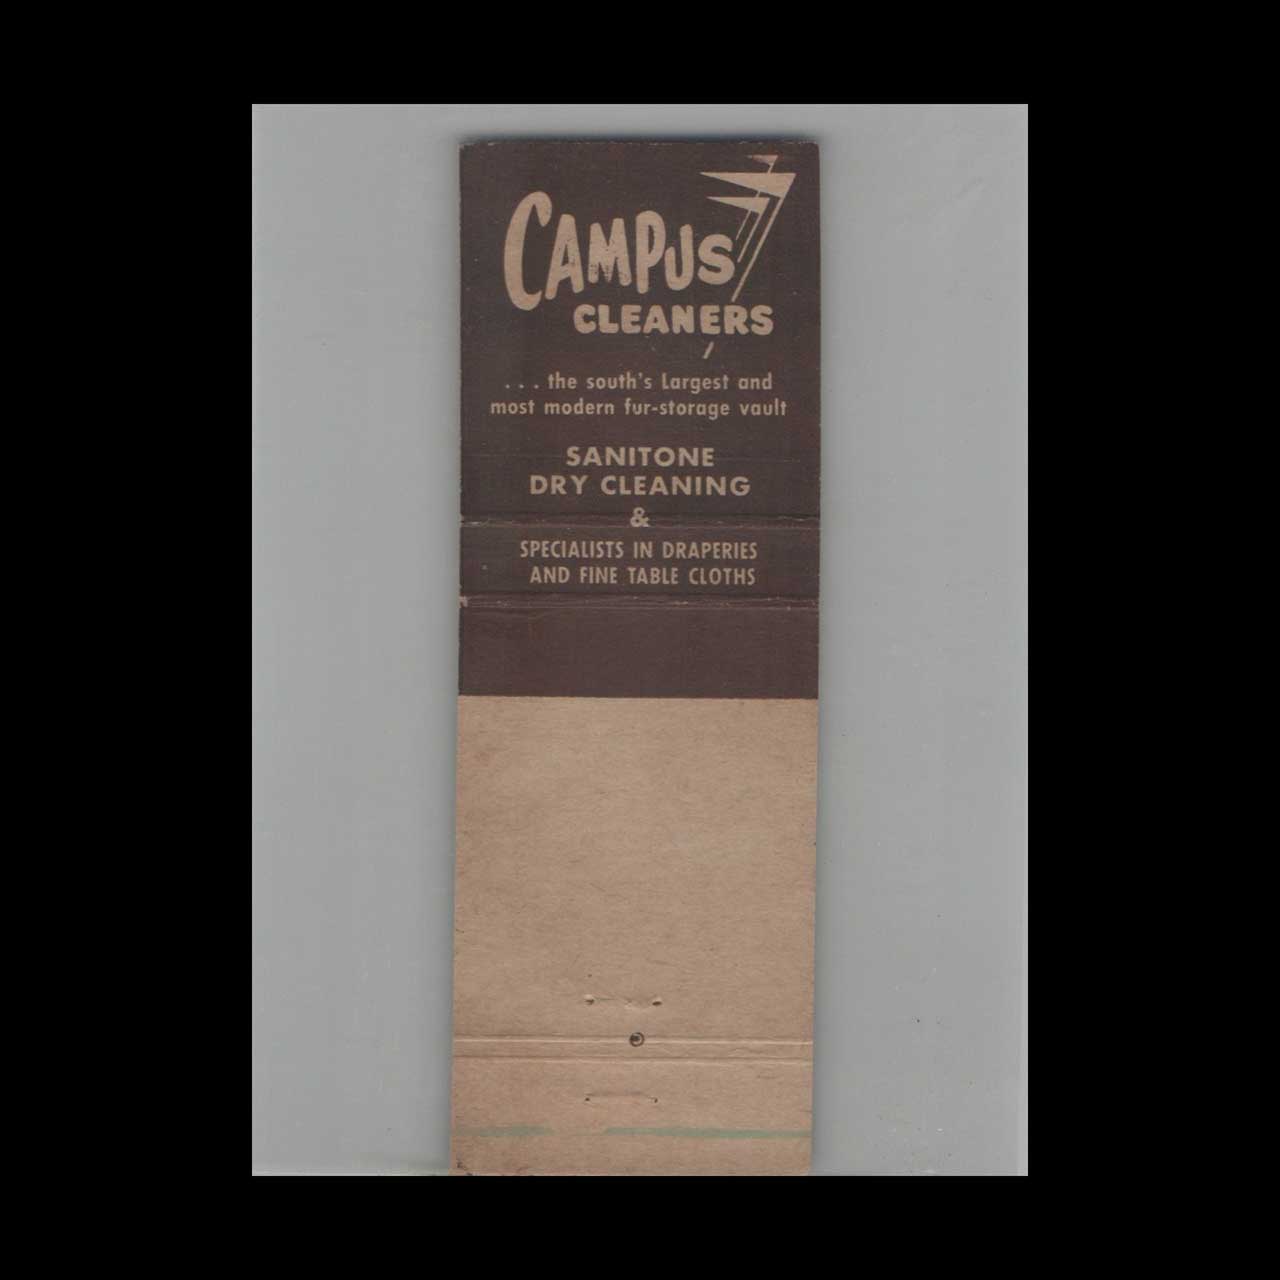 CAMPUS
CLEANERS
. . . the south's Largest and
most modern fur-storage vault
SANITONE
DRY CLEANING
&
SPECIALISTS IN DRAPERIES
AND FINE TABLE CLOTHS